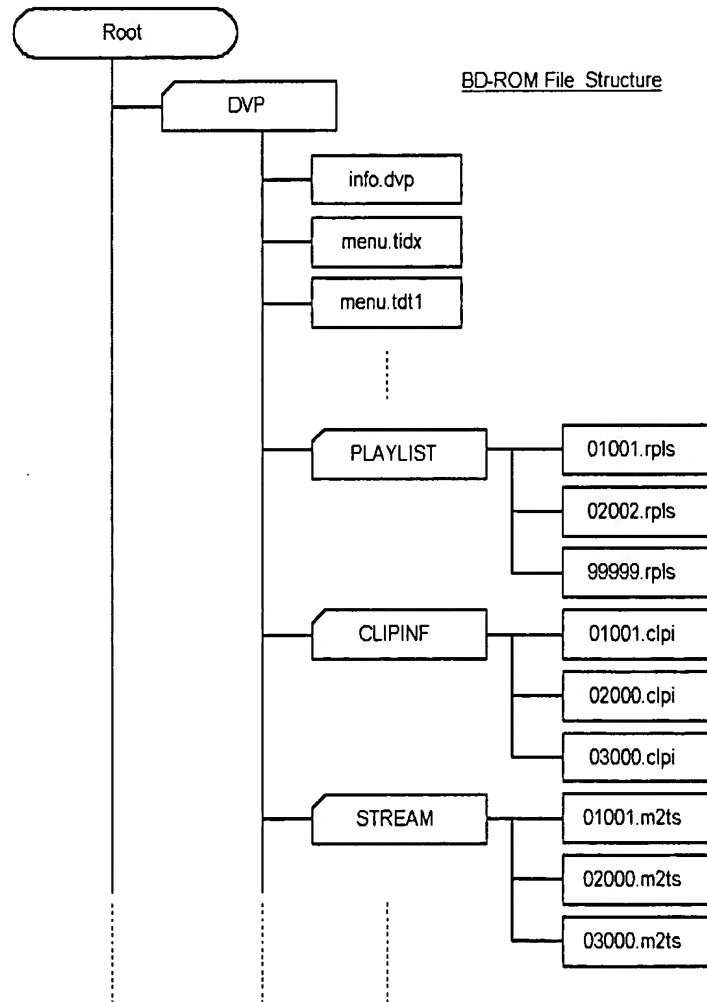 Root
BD-ROM File Structure
DVP
info.dvp
menu.tidx
menu.tdt1
PLAYLIST
01001.rpls
02002.rpls
99999.rpls
CLIPINF
01001.clpi
02000.clpi
03000.clpi
STREAM
01001.m2ts
02000.m2ts
03000.m2ts